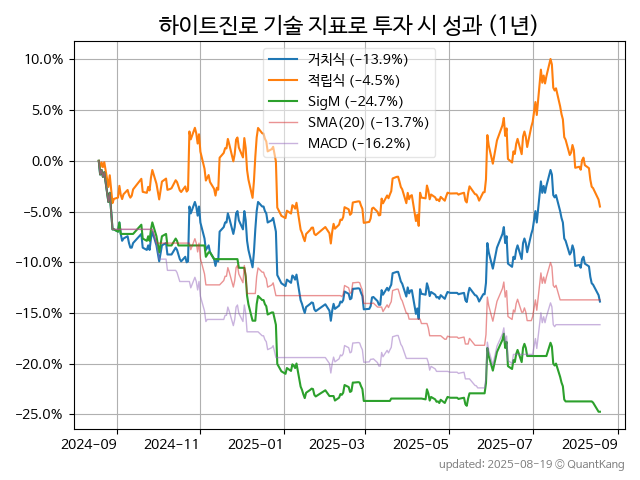 하이트진로 기술 지표로 투자 시 성과 (1년)
거치식 (−13.9%)
적립식 (−4.5%)
SigM (−24.7%)
SMA(20) (−13.7%)
MACD (−16.2%)
10.0%
5.0%
0.0%
−5.0%
−10.0%
−15.0%
−20.0%
−25.0%
2024-09 2024-11 2025-01 2025-03 2025-05 2025-07 2025-09
updated: 2025-08-19 © QuantKang